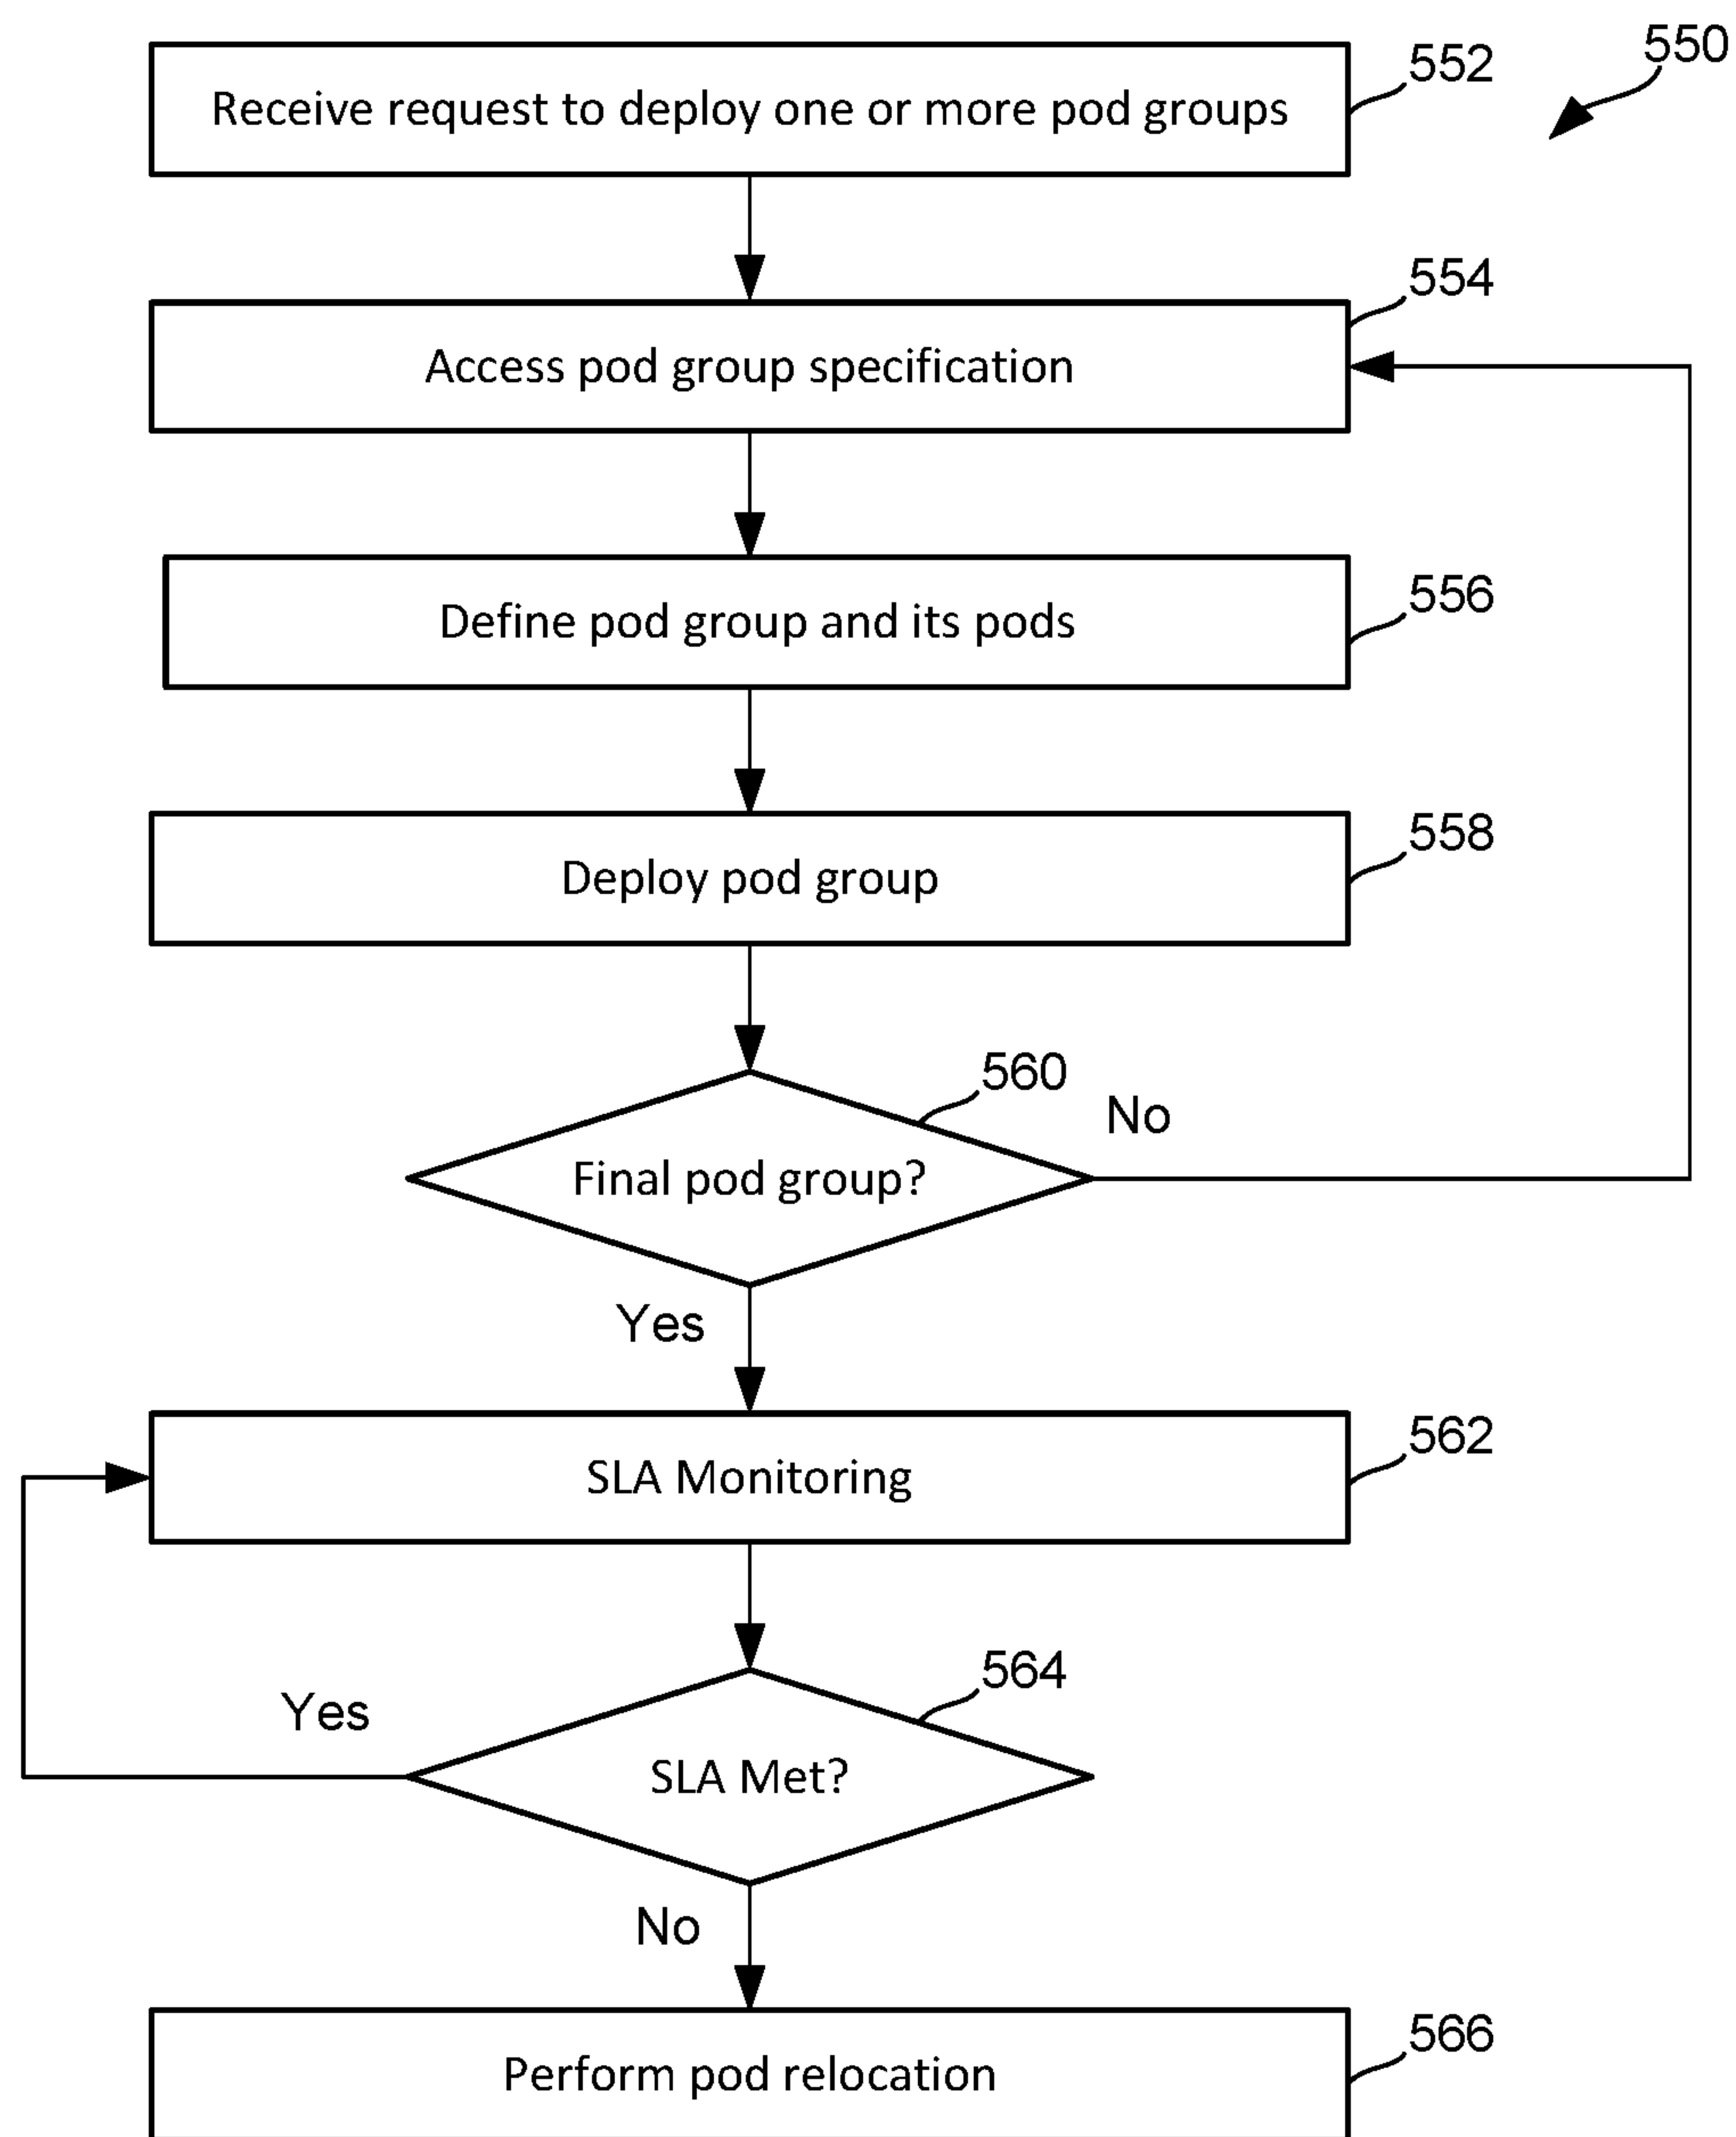 550
Receive request to deploy one or more pod groups
552
Access pod group specification
554
Define pod group and its pods
556
Deploy pod group
558
Final pod group?
560
No
Yes
SLA Monitoring
562
SLA Met?
564
Yes
No
Perform pod relocation
566